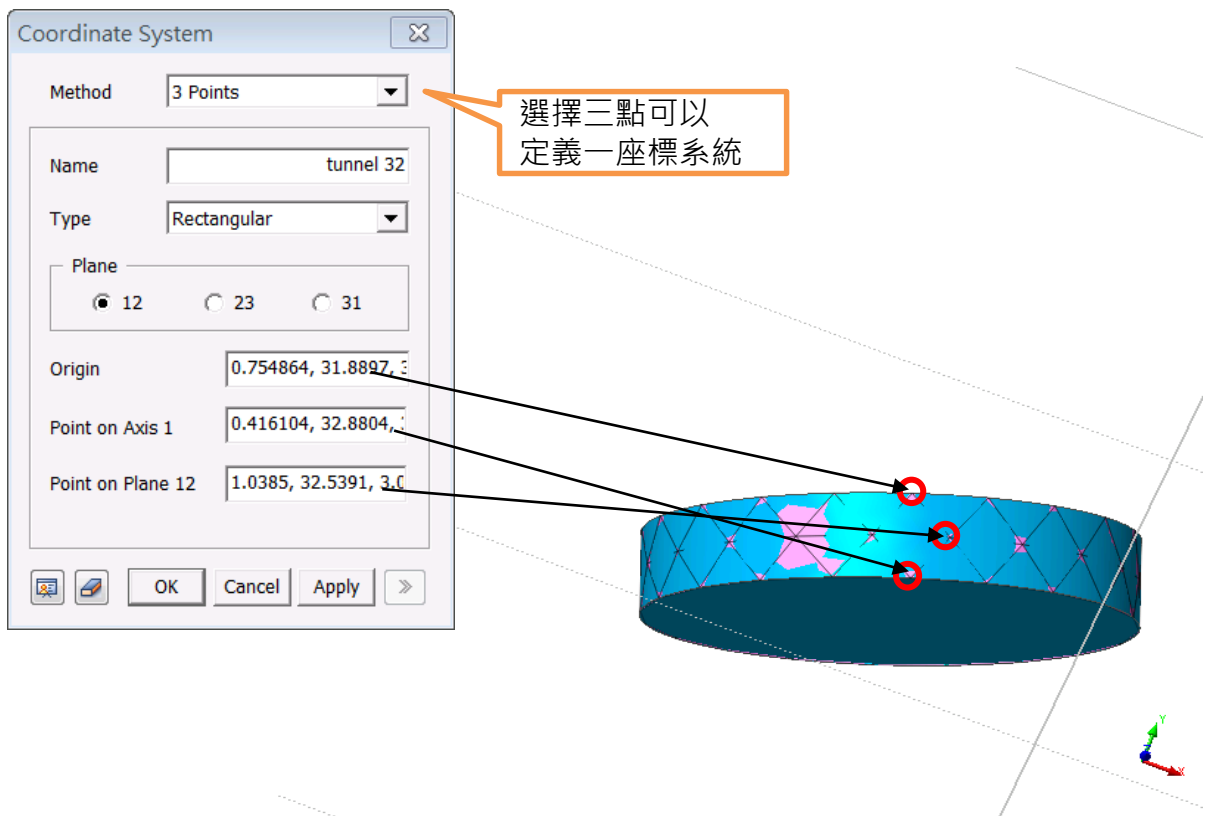 Coordinate System
Method 3 Points
選擇三點可以
定義一座標系統
Name tunnel 32
Type Rectangular
Plane
12 23 31
Origin 0.754864, 31.8897, 3
Point on Axis 1 0.416104, 32.8804,
Point on Plane 12 1.0385, 32.5391, 3.0
OK Cancel Apply >>
Y
X